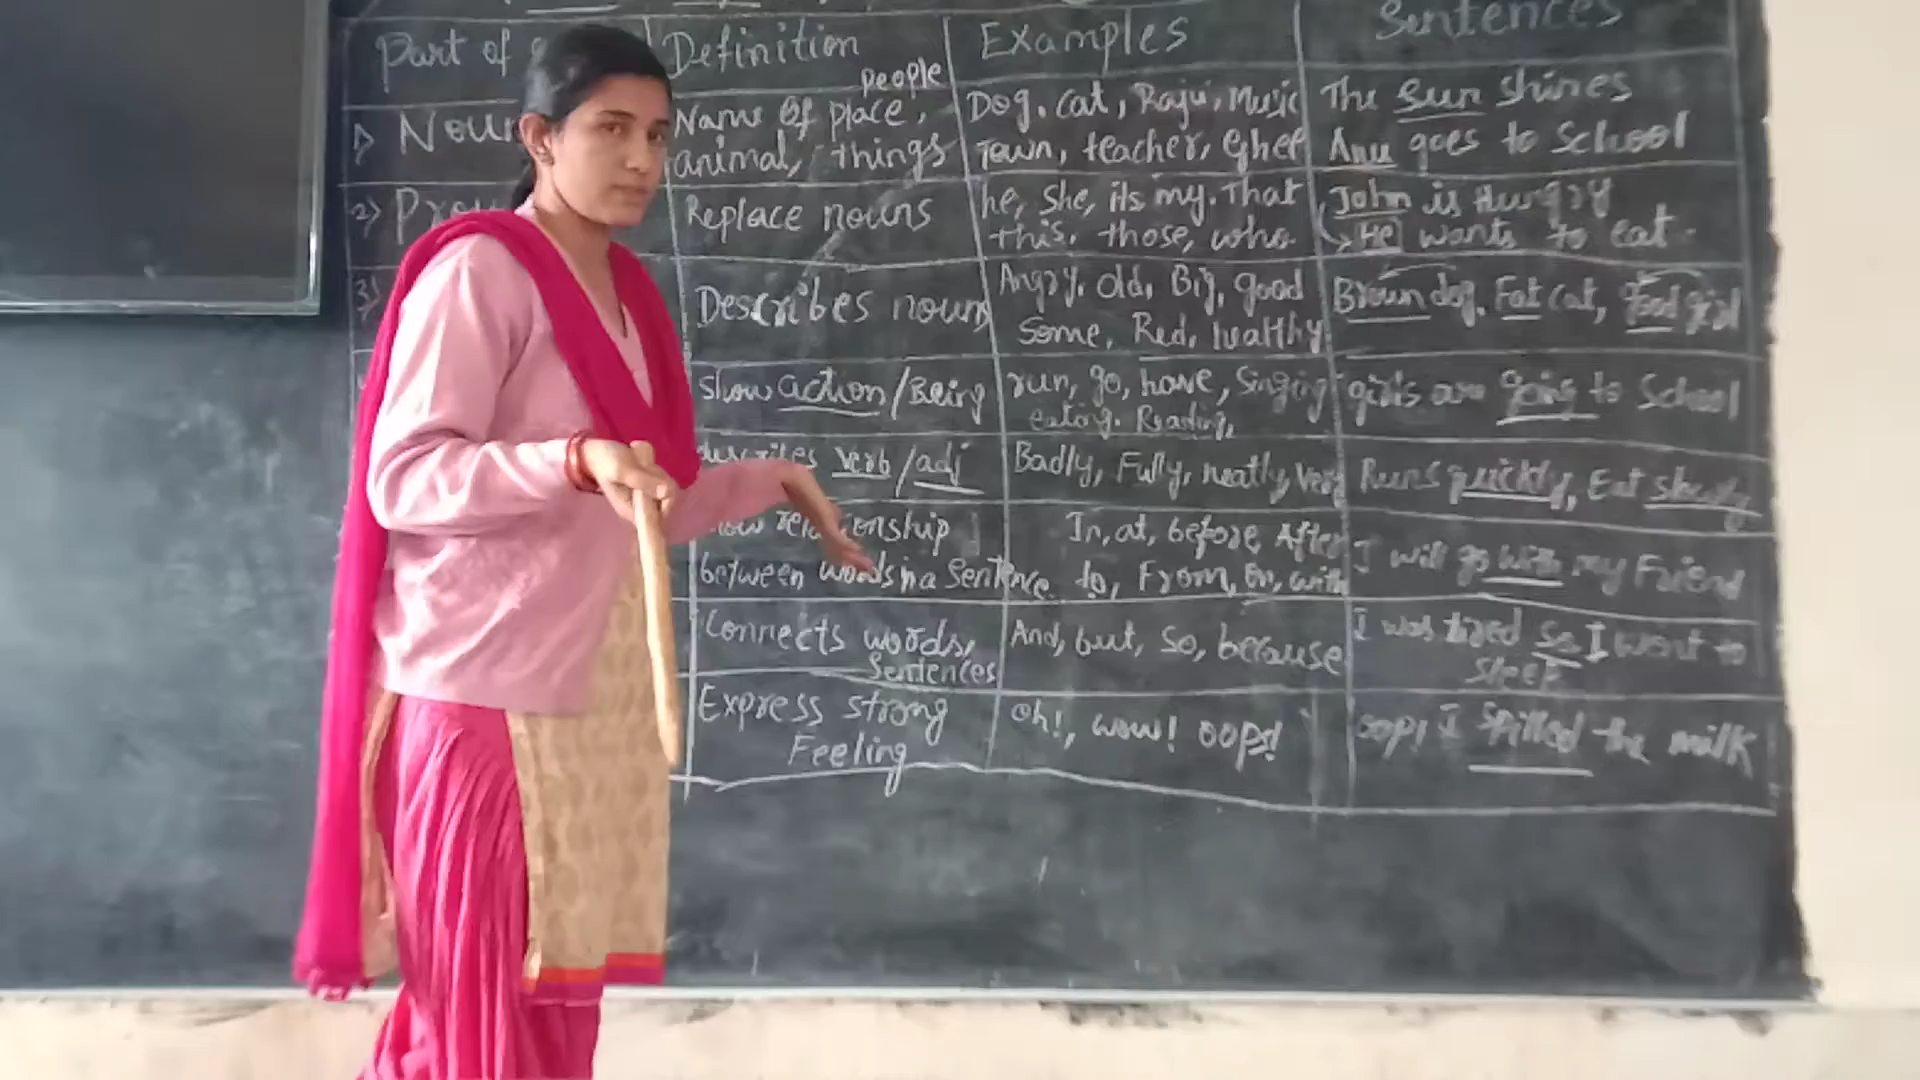 Part of Definition Examples Sentences
people
1) Noun Name of place, Dog, cat, Raju, Music The Sun shines
animal, things Town, teacher, Ghee Anu goes to School
2) Pro Replace nouns he, she, its, my. That John is Hungry
this, those, who He wants to eat.
3) Describes nouns Angry, old, Big, good Brown dog, Fat cat, good girl
Some, Red, healthy
Show action/Being run, go, have, Singing girls are going to School
eating, Reading,
describes verb/adj Badly, Fully, neatly, very Runs quickly, Eat slowly
relationship In, at, before, After
between words in a Sentence to, From, On, with I will go with my Friend
Connects words, And, but, so, because I was tired so I went to
Sentences sleep
Express strong Oh!, wow! oops! oop! I spilled the milk
Feeling